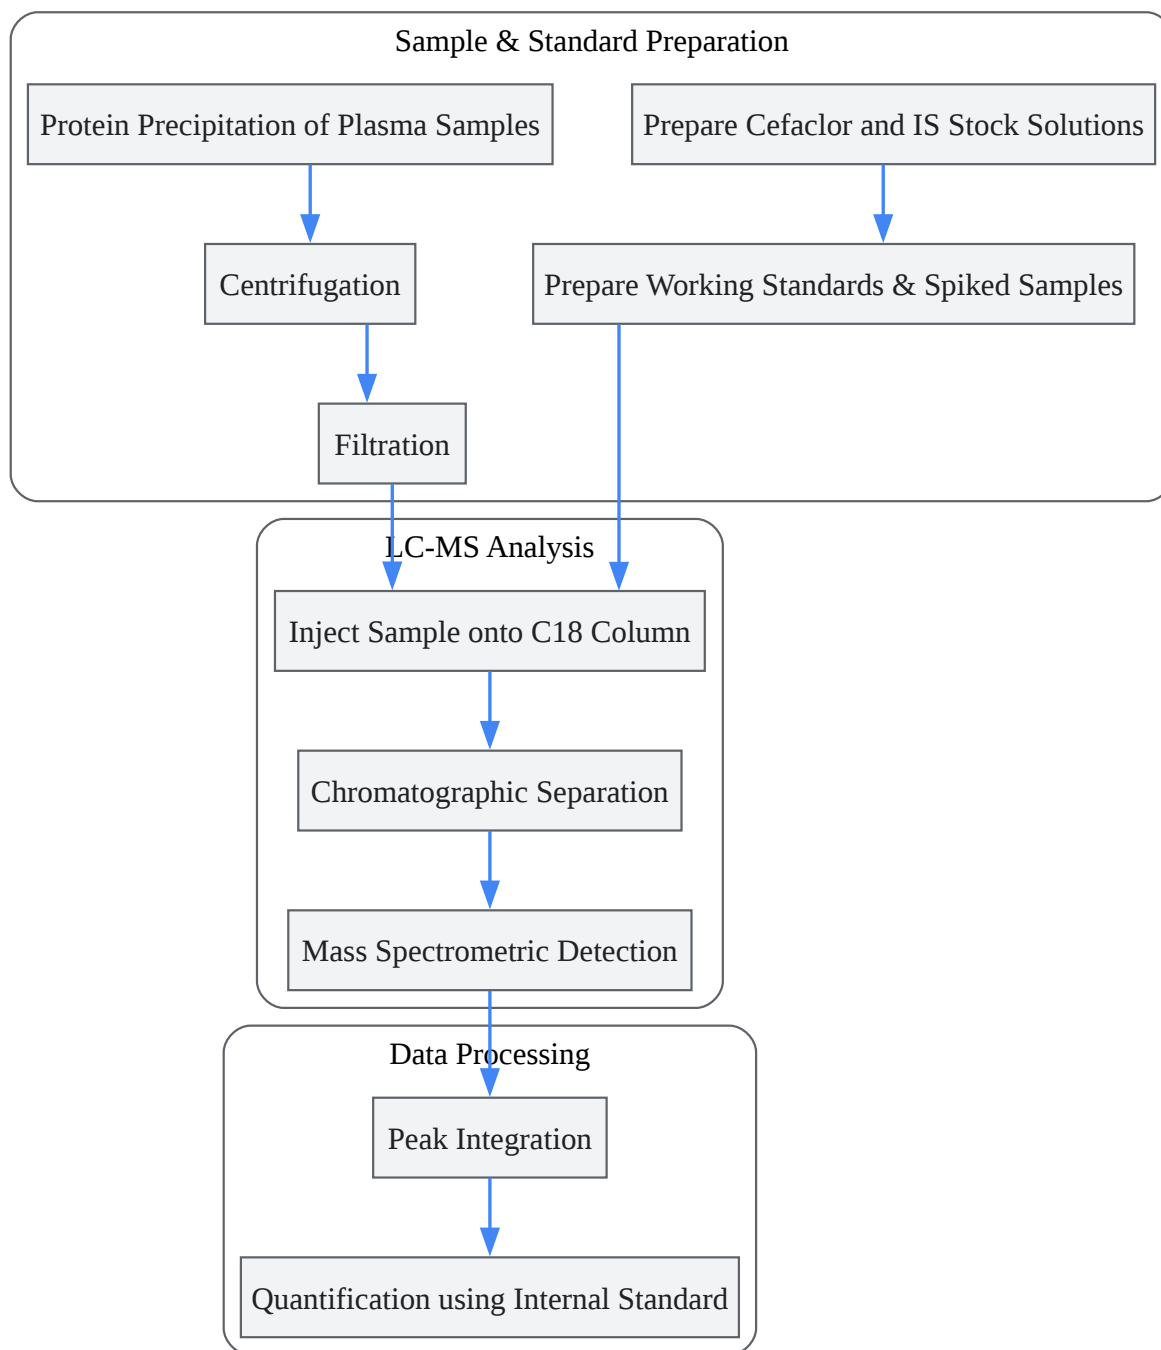 Sample & Standard Preparation
Protein Precipitation of Plasma Samples
Prepare Cefaclor and IS Stock Solutions
Centrifugation
Prepare Working Standards & Spiked Samples
Filtration
LC-MS Analysis
Inject Sample onto C18 Column
Chromatographic Separation
Mass Spectrometric Detection
Data Processing
Peak Integration
Quantification using Internal Standard